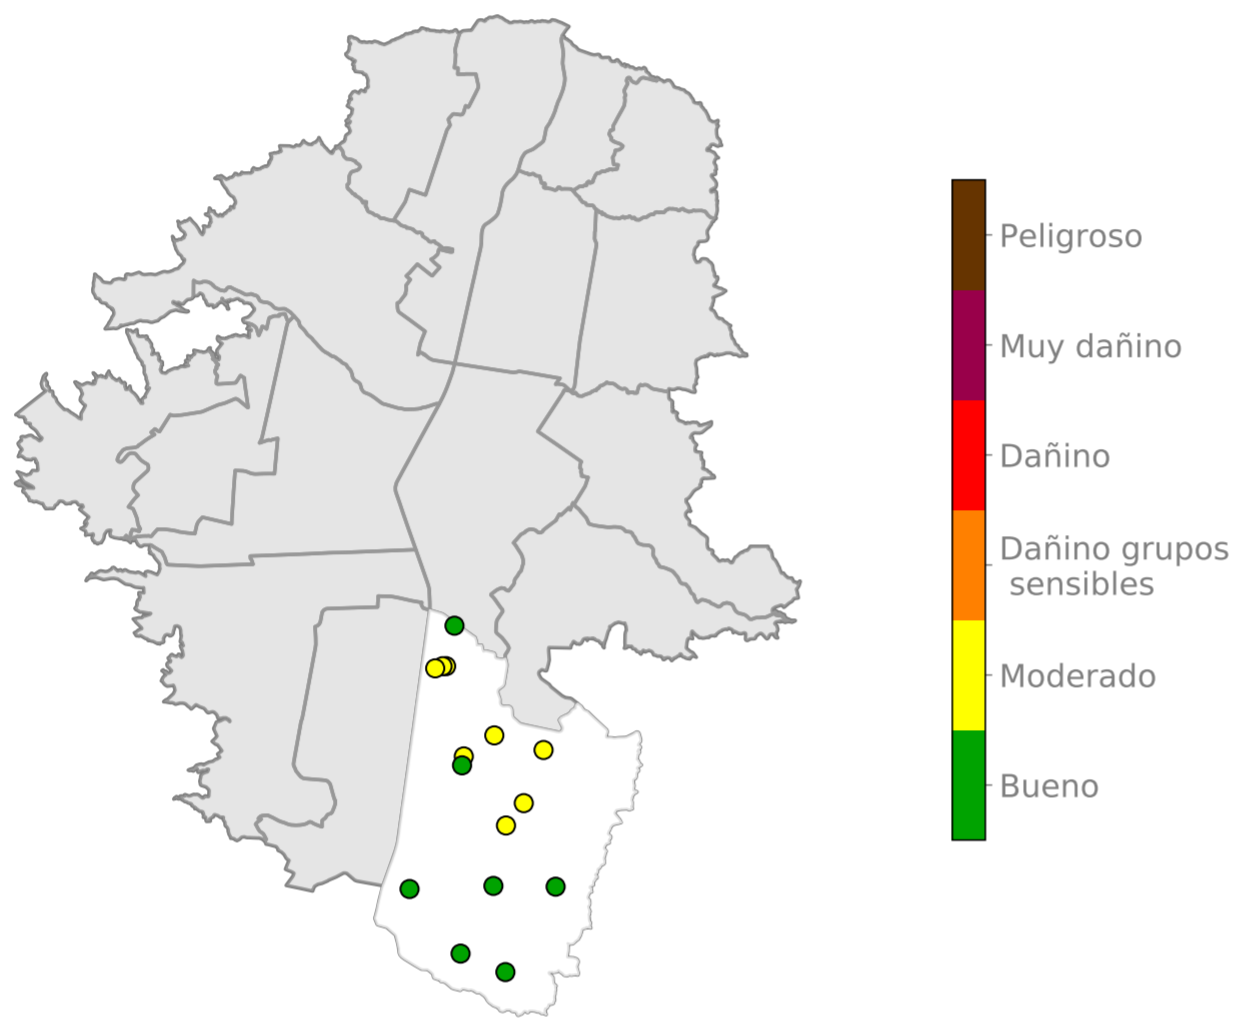 Peligroso
Muy dañino
Dañino
Dañino grupos
sensibles
Moderado
Bueno